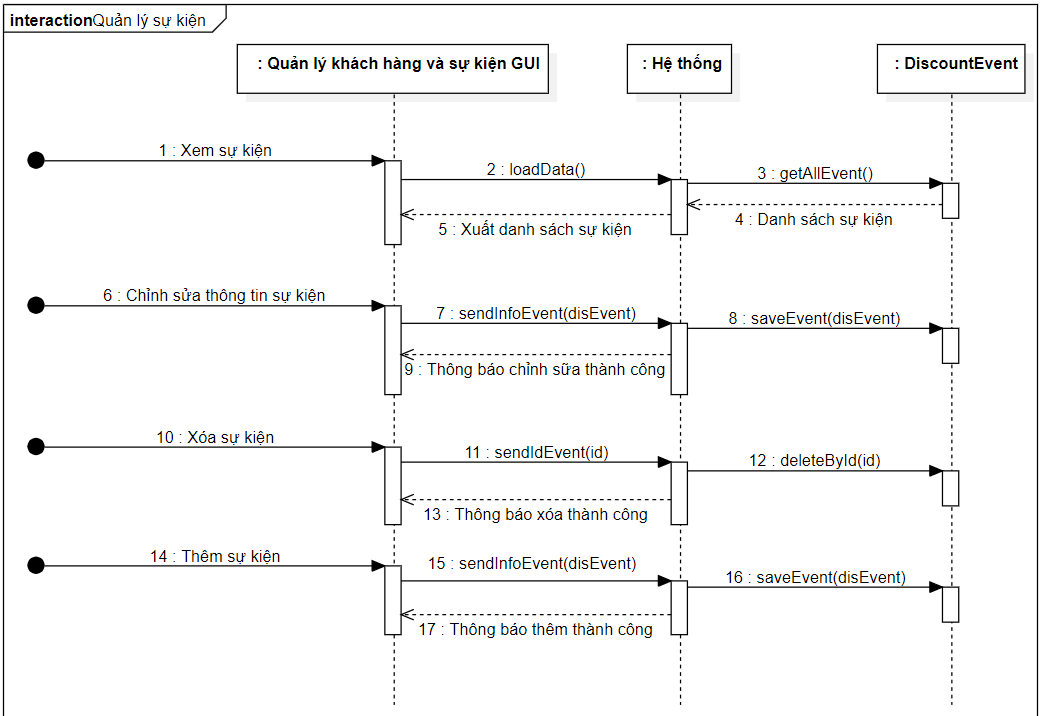 interactionQuản lý sự kiện
: Quản lý khách hàng và sự kiện GUI
: Hệ thống
: DiscountEvent
1 : Xem sự kiện
2 : loadData()
3 : getAllEvent()
4 : Danh sách sự kiện
5 : Xuất danh sách sự kiện
6 : Chỉnh sửa thông tin sự kiện
7 : sendInfoEvent(disEvent)
8 : saveEvent(disEvent)
9 : Thông báo chỉnh sữa thành công
10 : Xóa sự kiện
11 : sendIdEvent(id)
12 : deleteById(id)
13 : Thông báo xóa thành công
14 : Thêm sự kiện
15 : sendInfoEvent(disEvent)
16 : saveEvent(disEvent)
17 : Thông báo thêm thành công